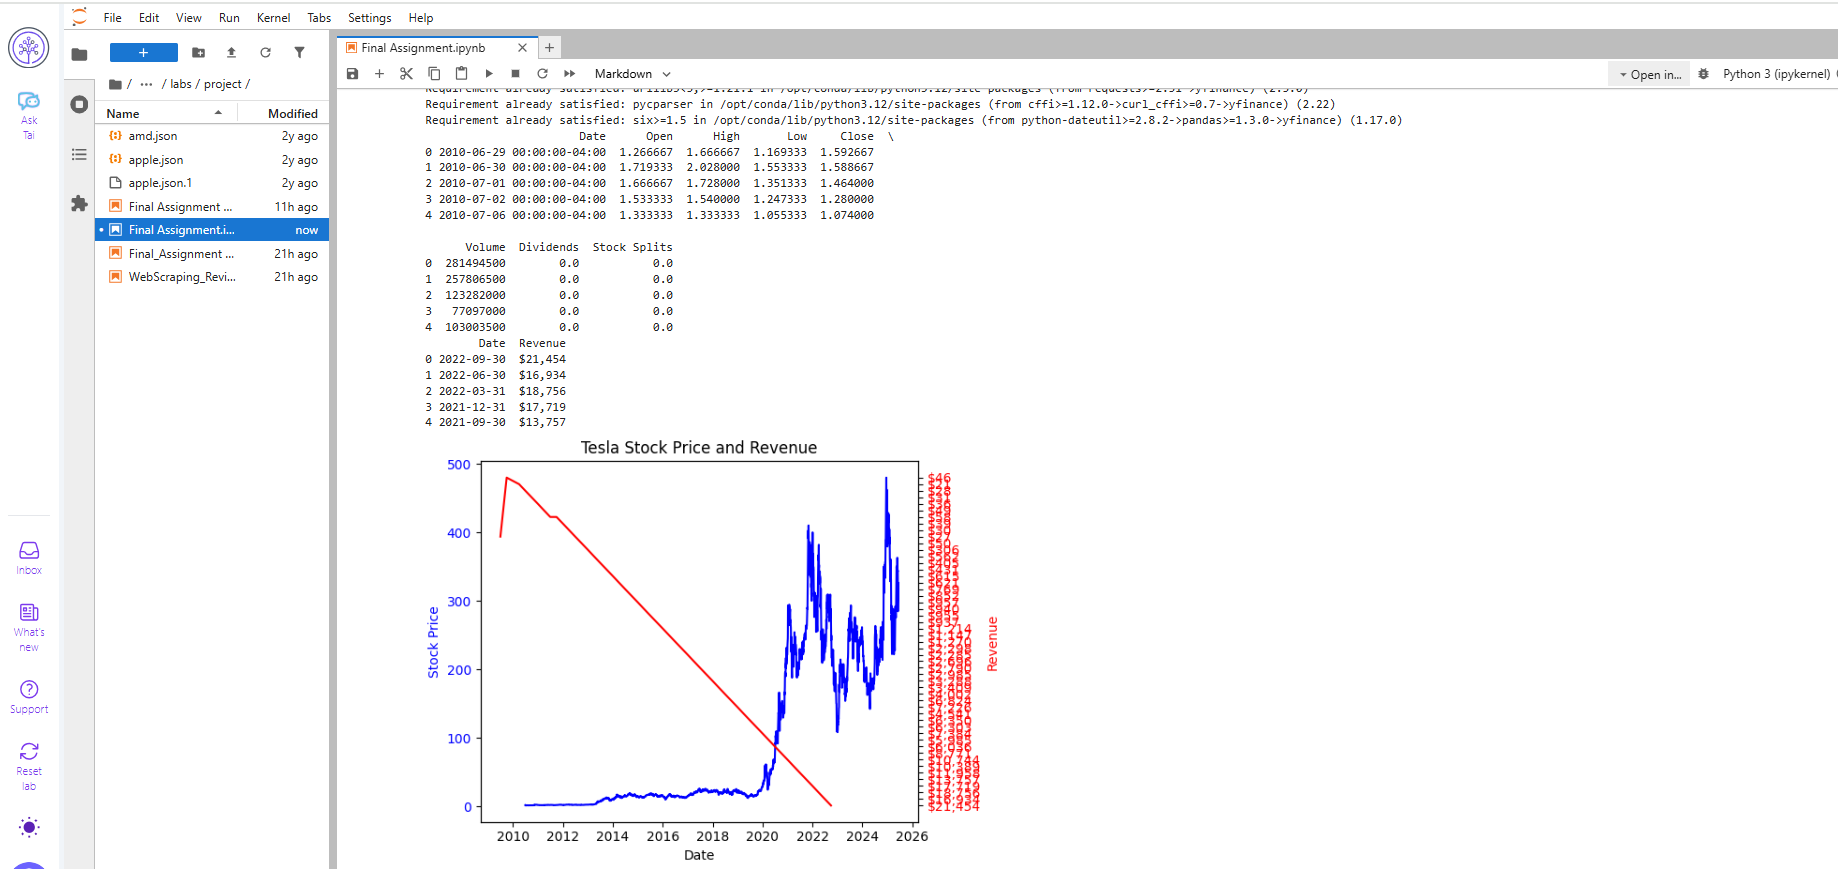 File Edit View Run Kernel Tabs Settings Help
Ask
Tai
Inbox
What's
new
Support
Reset
lab
+
/ ··· / labs / project /
Name Modified
amd.json 2y ago
apple.json 2y ago
apple.json.1 2y ago
Final Assignment ... 11h ago
Final Assignment.i... now
Final_Assignment ... 21h ago
WebScraping_Revi... 21h ago
Final Assignment.ipynb
Markdown
Open in...
Python 3 (ipykernel)
Requirement already satisfied: pycparser in /opt/conda/lib/python3.12/site-packages (from cffi>=1.12.0->curl_cffi>=0.7->yfinance) (2.22)
Requirement already satisfied: six>=1.5 in /opt/conda/lib/python3.12/site-packages (from python-dateutil>=2.8.2->pandas>=1.3.0->yfinance) (1.17.0)
Date Open High Low Close \
0 2010-06-29 00:00:00-04:00 1.266667 1.666667 1.169333 1.592667
1 2010-06-30 00:00:00-04:00 1.719333 2.028000 1.553333 1.588667
2 2010-07-01 00:00:00-04:00 1.666667 1.728000 1.351333 1.464000
3 2010-07-02 00:00:00-04:00 1.533333 1.540000 1.247333 1.280000
4 2010-07-06 00:00:00-04:00 1.333333 1.333333 1.055333 1.074000
Volume Dividends Stock Splits
0 281494500 0.0 0.0
1 257806500 0.0 0.0
2 123282000 0.0 0.0
3 77097000 0.0 0.0
4 103003500 0.0 0.0
Date Revenue
0 2022-09-30 $21,454
1 2022-06-30 $16,934
2 2022-03-31 $18,756
3 2021-12-31 $17,719
4 2021-09-30 $13,757
Tesla Stock Price and Revenue
500
400
300
200
100
0
Stock Price
2010 2012 2014 2016 2018 2020 2022 2024 2026
Date
Revenue
$46
$21,454